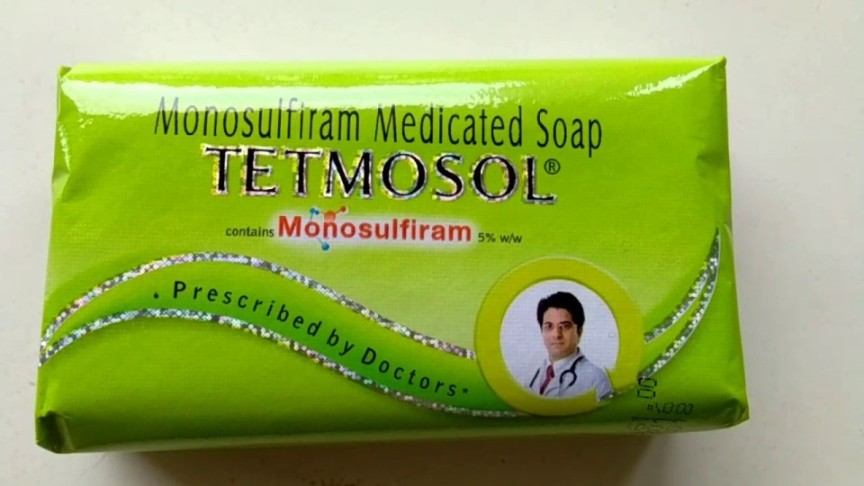 Monosulfiram Medicated Soap
TETMOSOL®
contains Monosulfiram 5% w/w
. Prescribed by Doctors*